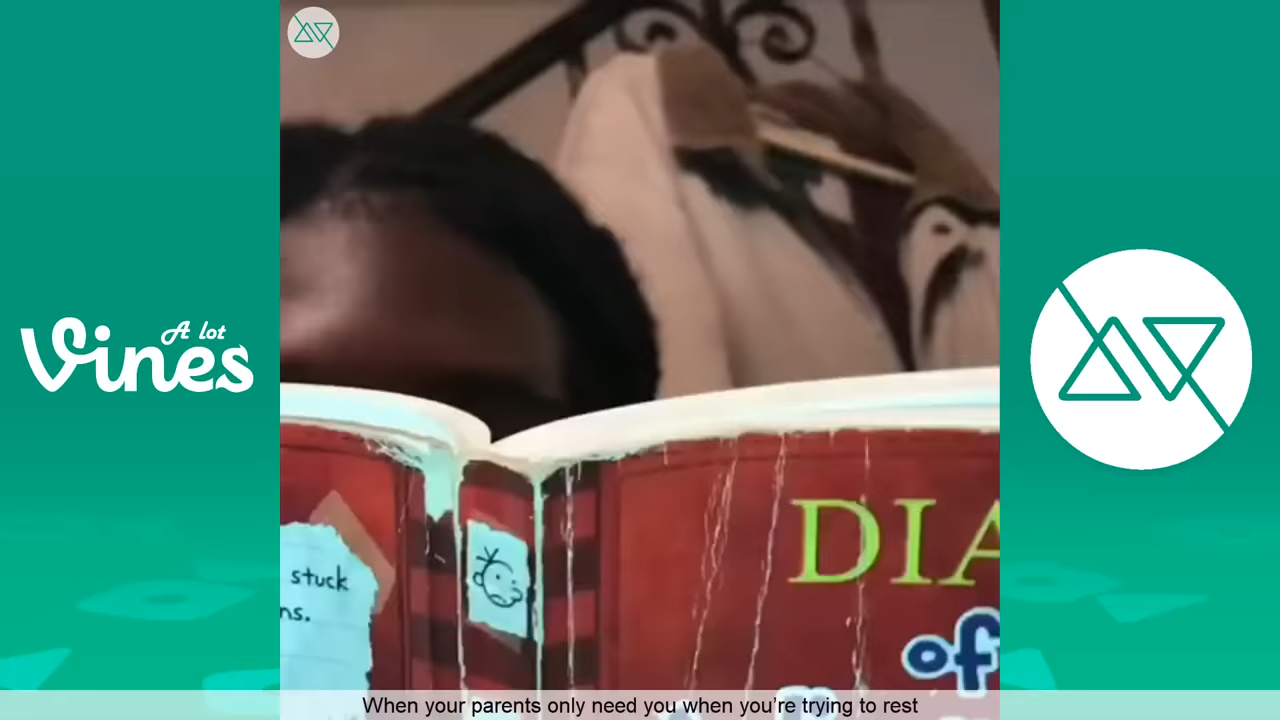 A lot
Vines
stuck
ns.
DIA
of
When your parents only need you when you’re trying to rest